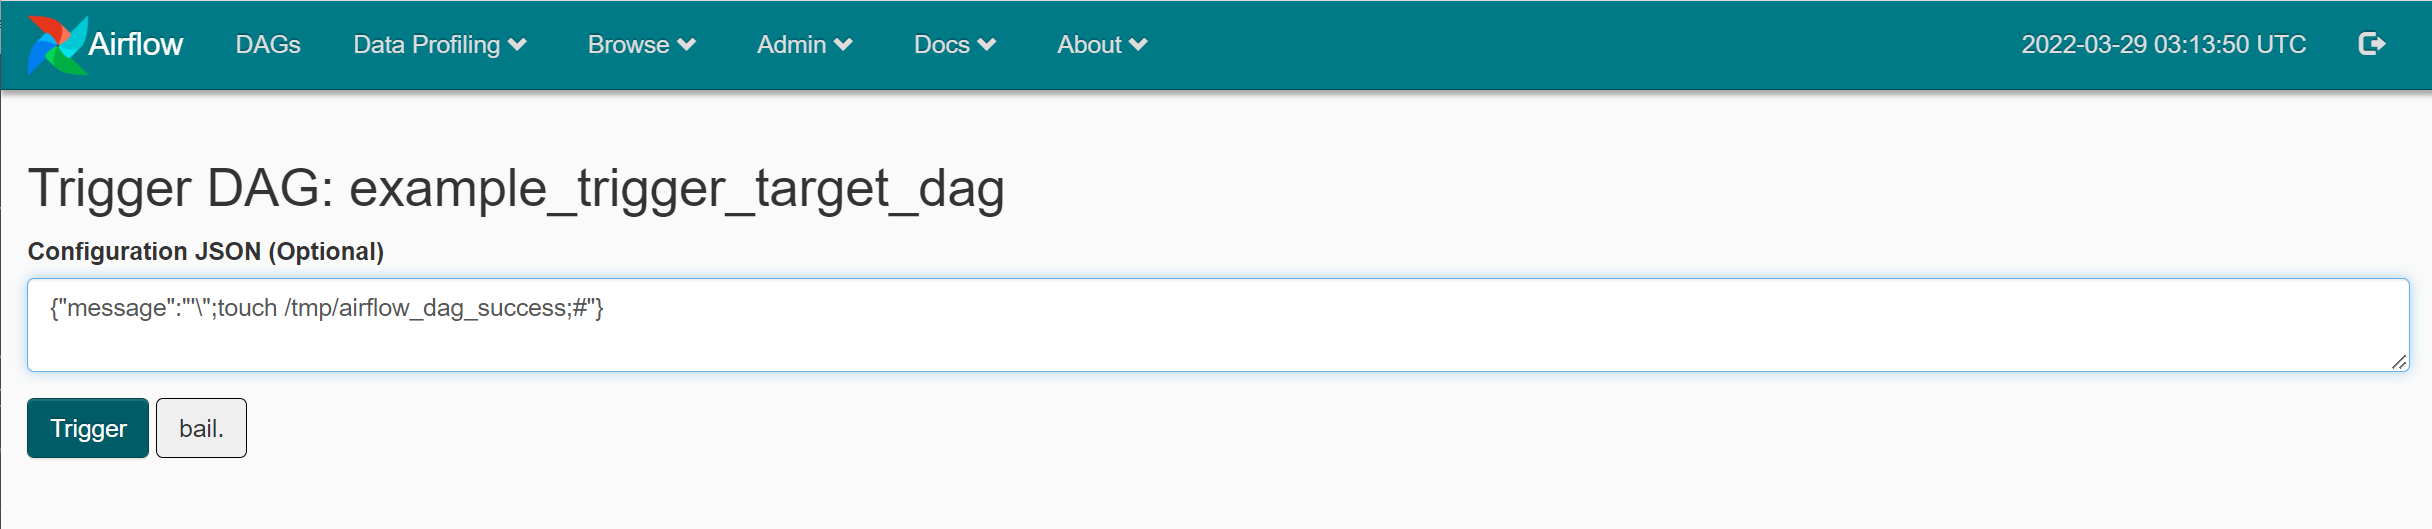 Airflow DAGs Data Profiling Browse Admin Docs About 2022-03-29 03:13:50 UTC
Trigger DAG: example_trigger_target_dag
Configuration JSON (Optional)
{"message":"'\";touch /tmp/airflow_dag_success;#"}
Trigger bail.